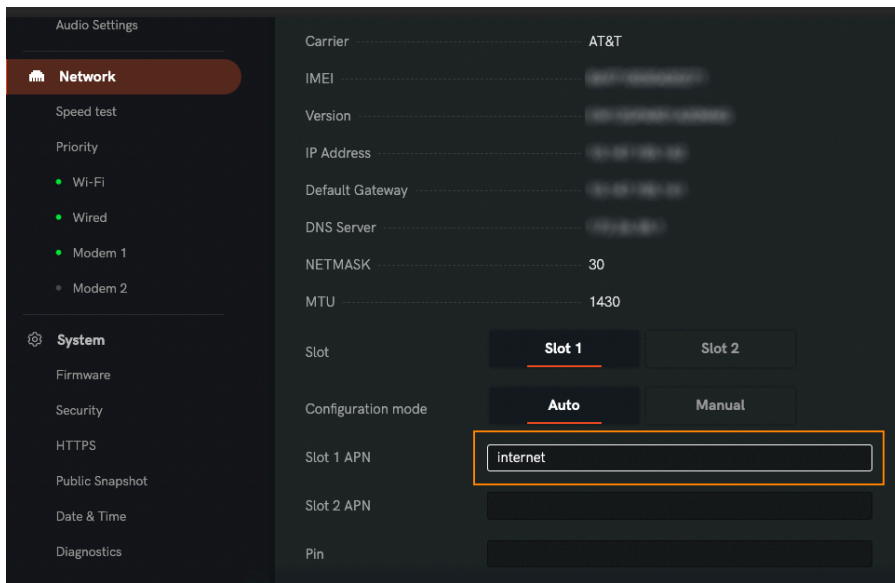 Audio Settings
Network
Speed test
Priority
Wi-Fi
Wired
Modem 1
Modem 2
System
Firmware
Security
HTTPS
Public Snapshot
Date & Time
Diagnostics
Carrier AT&T
IMEI
Version
IP Address
Default Gateway
DNS Server
NETMASK 30
MTU 1430
Slot Slot 1 Slot 2
Configuration mode Auto Manual
Slot 1 APN internet
Slot 2 APN
Pin